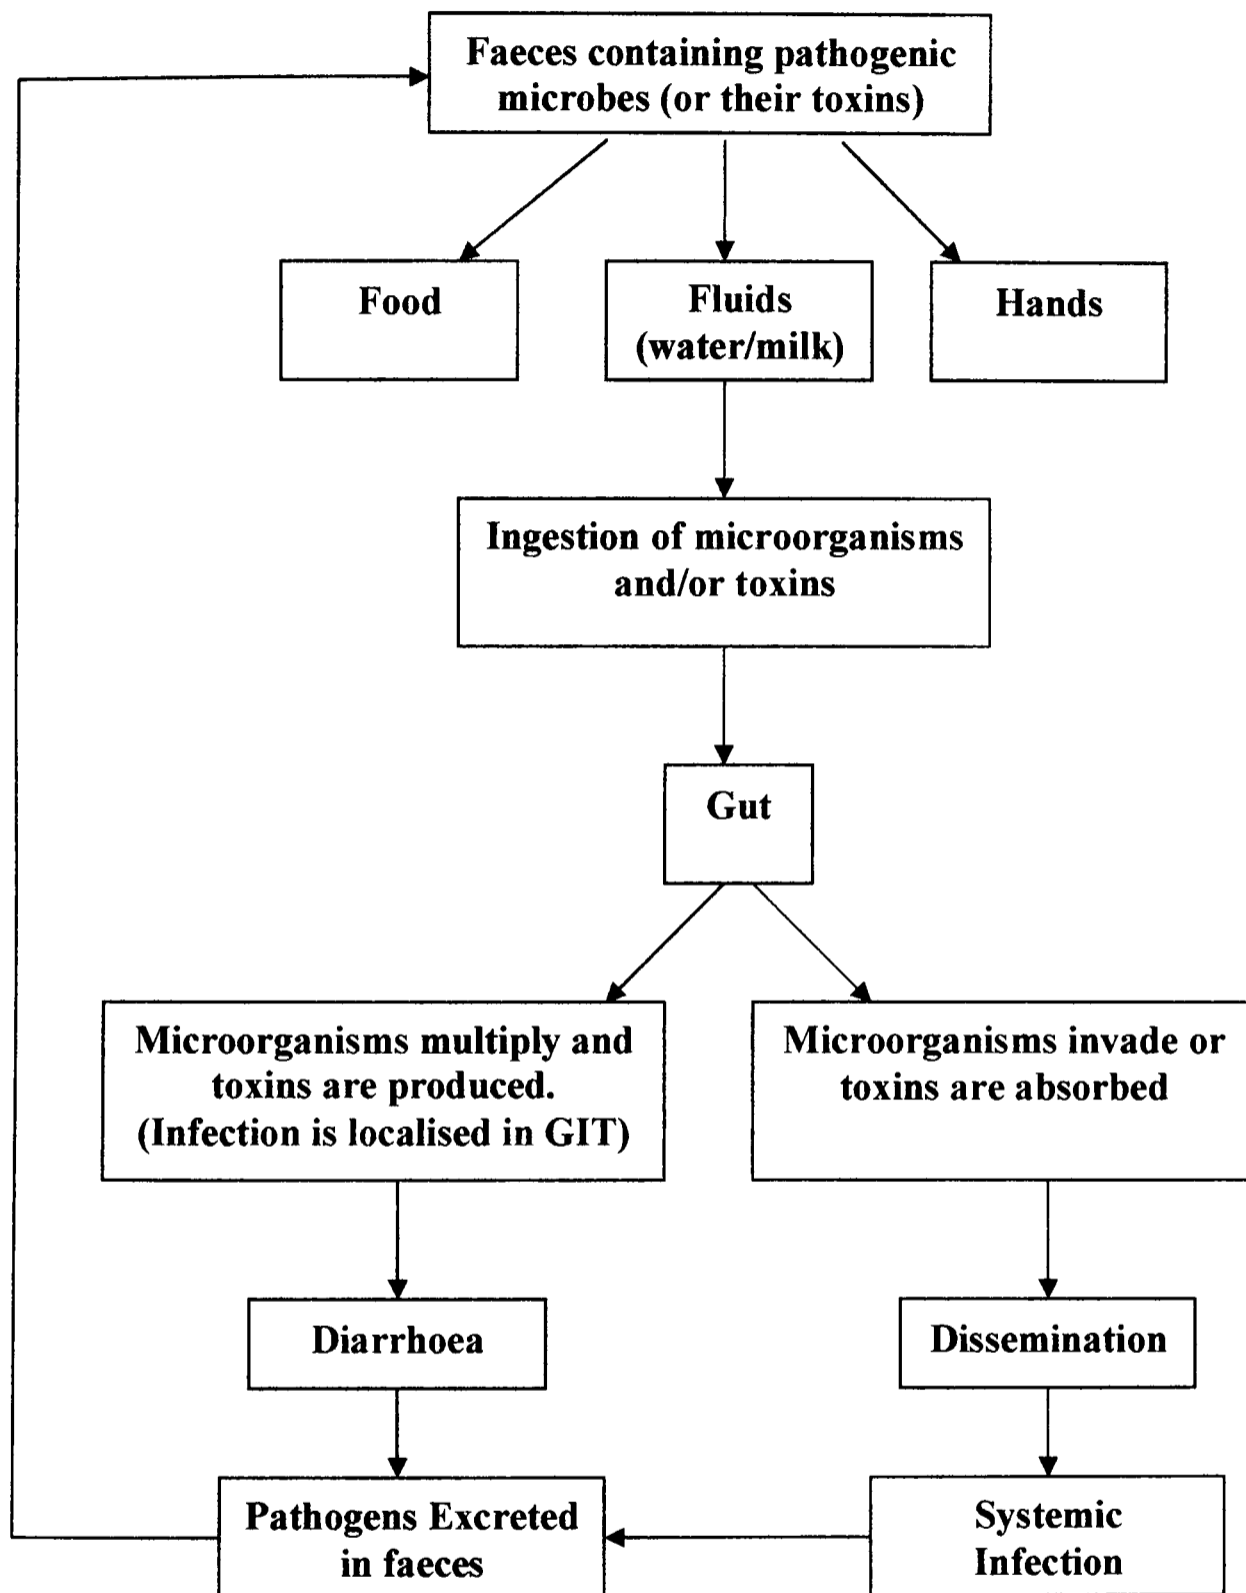 Faeces containing pathogenic
microbes (or their toxins)
Food
Fluids
(water/milk)
Hands
Ingestion of microorganisms
and/or toxins
Gut
Microorganisms multiply and
toxins are produced.
(Infection is localised in GIT)
Microorganisms invade or
toxins are absorbed
Diarrhoea
Dissemination
Pathogens Excreted
in faeces
Systemic
Infection